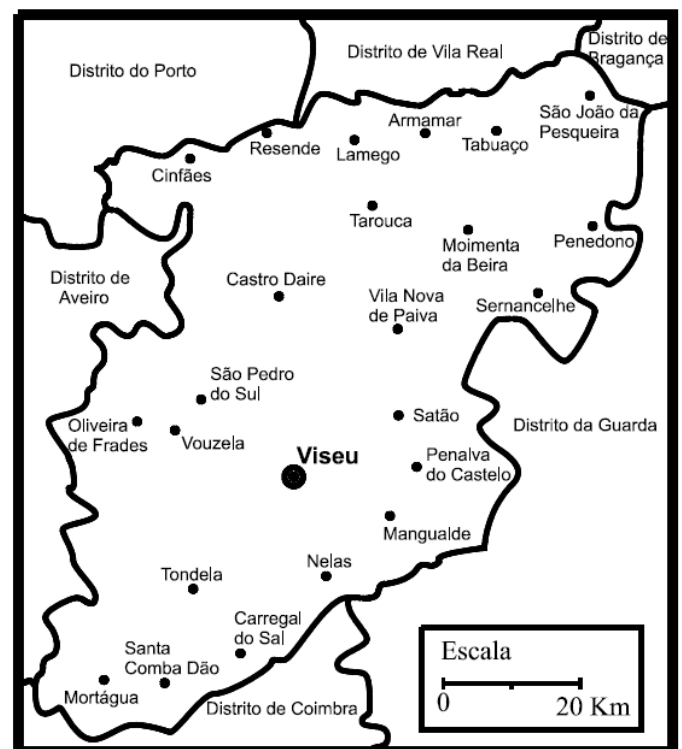 Distrito do Porto
Distrito de Vila Real
Distrito de
Bragança
São João da
Pesqueira
Armamar
Tabuaço
Resende
Lamego
Cinfães
Tarouca
Moimenta
da Beira
Penedono
Distrito de
Aveiro
Castro Daire
Vila Nova
de Paiva
Sernancelhe
São Pedro
do Sul
Oliveira
de Frades
Vouzela
Satão
Distrito da Guarda
Viseu
Penalva
do Castelo
Mangualde
Nelas
Tondela
Carregal
do Sal
Santa
Comba Dão
Mortágua
Distrito de Coimbra
Escala
0 20 Km